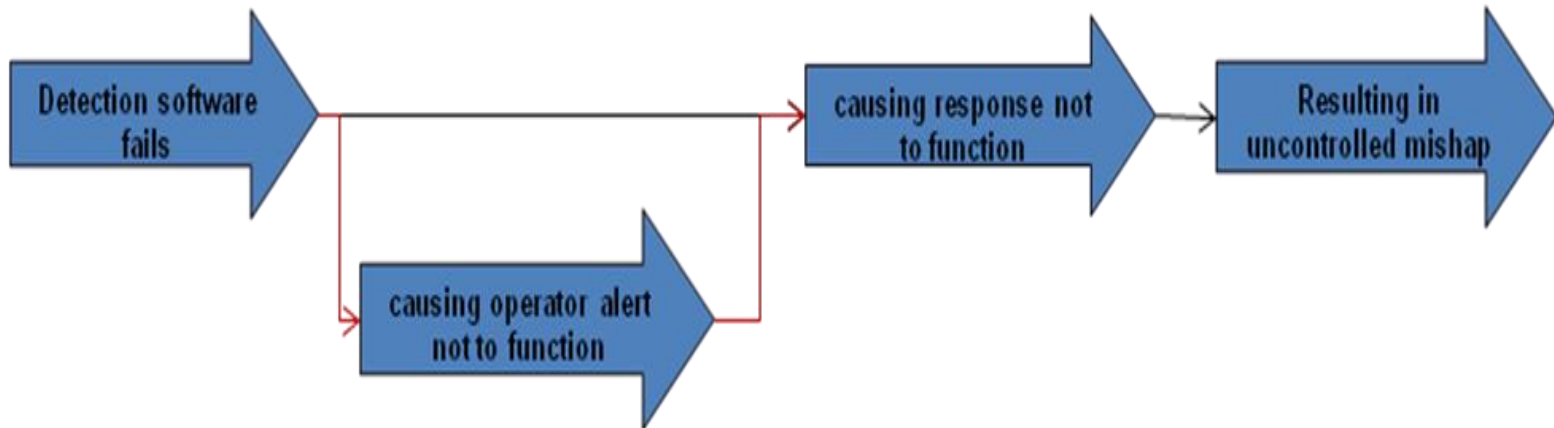 Detection software
fails
causing operator alert
not to function
causing response not
to function
Resulting in
uncontrolled mishap